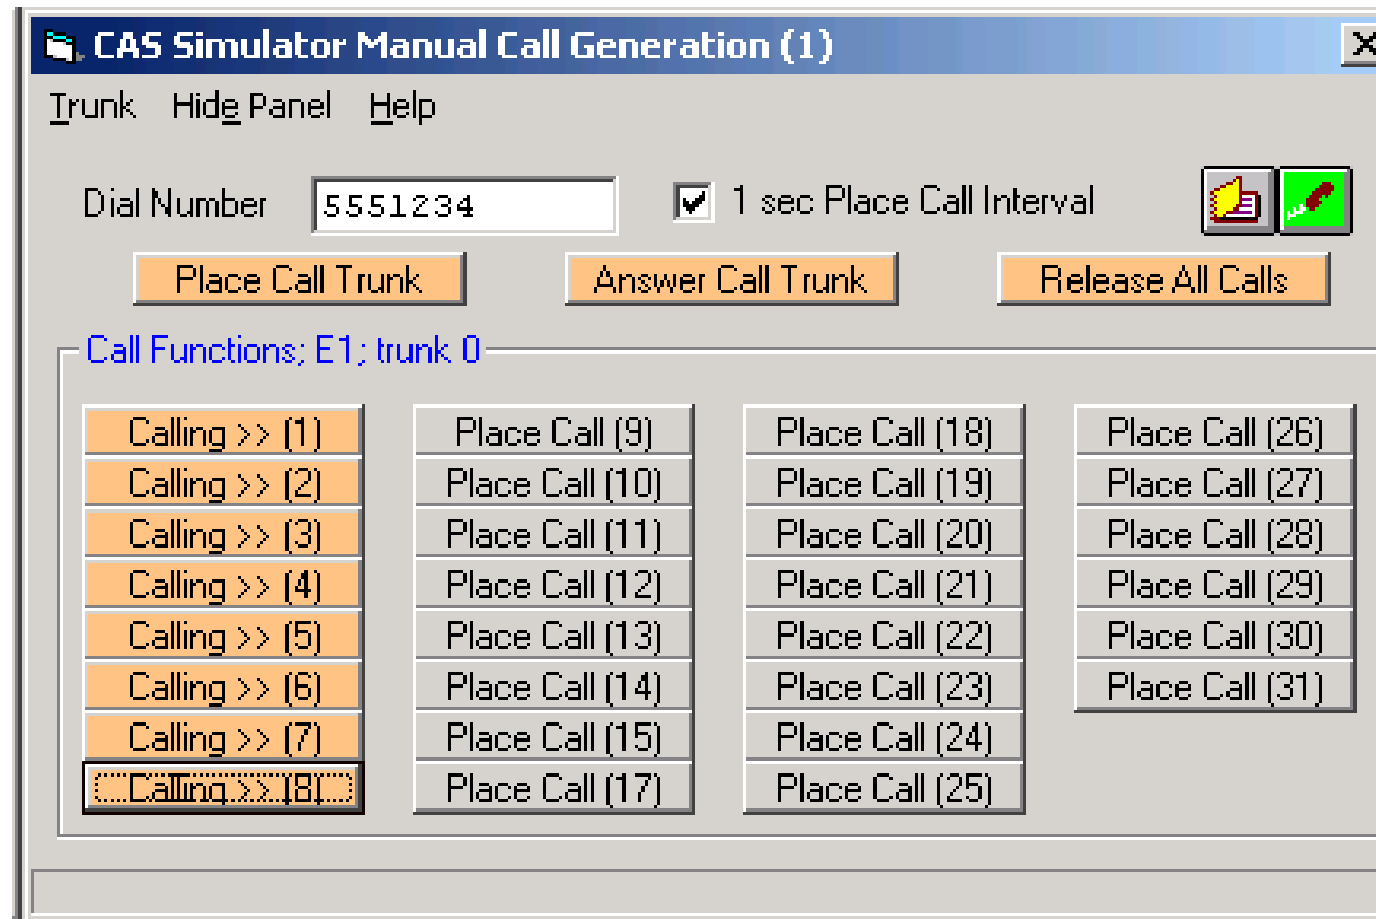 CAS Simulator Manual Call Generation (1)
Trunk Hide Panel Help
Dial Number 5551234 1 sec Place Call Interval
Place Call Trunk Answer Call Trunk Release All Calls
Call Functions; E1; trunk 0
Calling >> (1) Place Call (9) Place Call (18) Place Call (26)
Calling >> (2) Place Call (10) Place Call (19) Place Call (27)
Calling >> (3) Place Call (11) Place Call (20) Place Call (28)
Calling >> (4) Place Call (12) Place Call (21) Place Call (29)
Calling >> (5) Place Call (13) Place Call (22) Place Call (30)
Calling >> (6) Place Call (14) Place Call (23) Place Call (31)
Calling >> (7) Place Call (15) Place Call (24)
Calling >> (8) Place Call (17) Place Call (25)